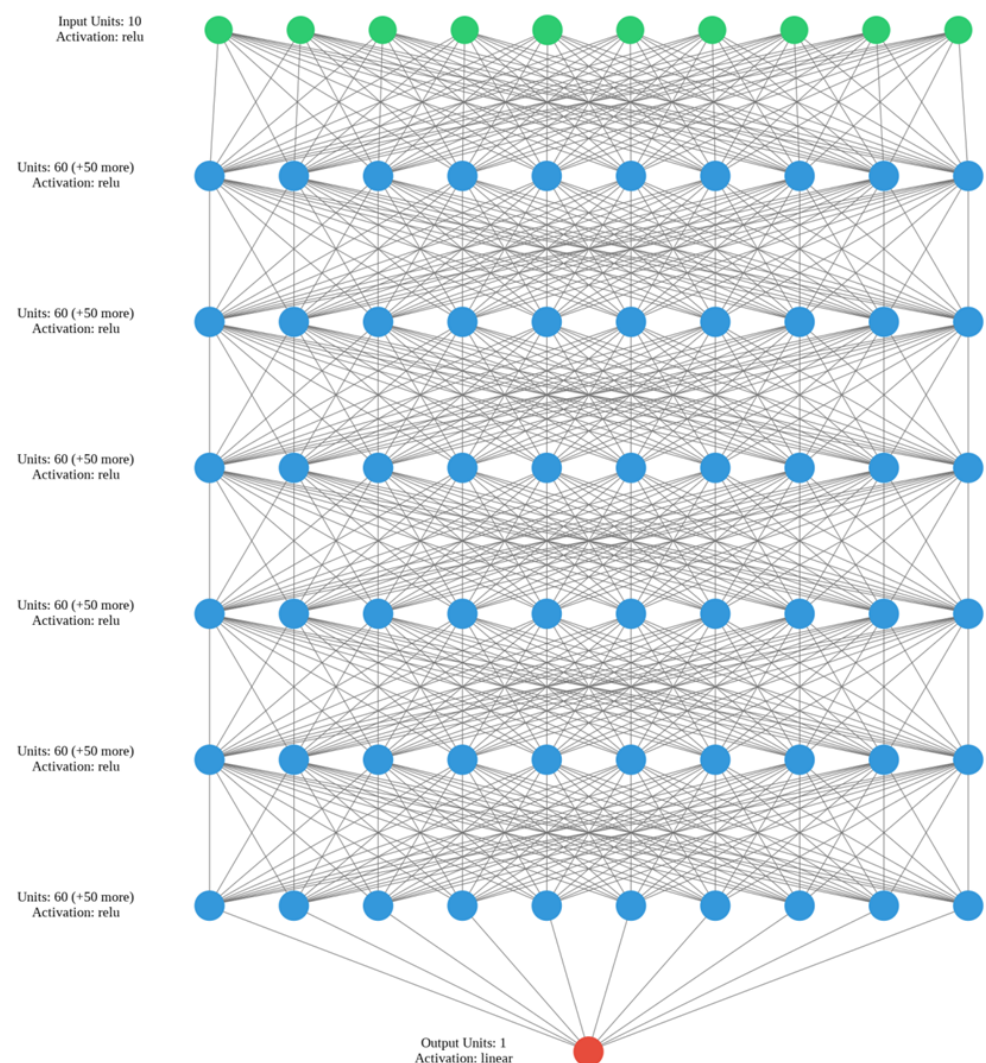 Input Units: 10
Activation: relu
Units: 60 (+50 more)
Activation: relu
Units: 60 (+50 more)
Activation: relu
Units: 60 (+50 more)
Activation: relu
Units: 60 (+50 more)
Activation: relu
Units: 60 (+50 more)
Activation: relu
Units: 60 (+50 more)
Activation: relu
Output Units: 1
Activation: linear